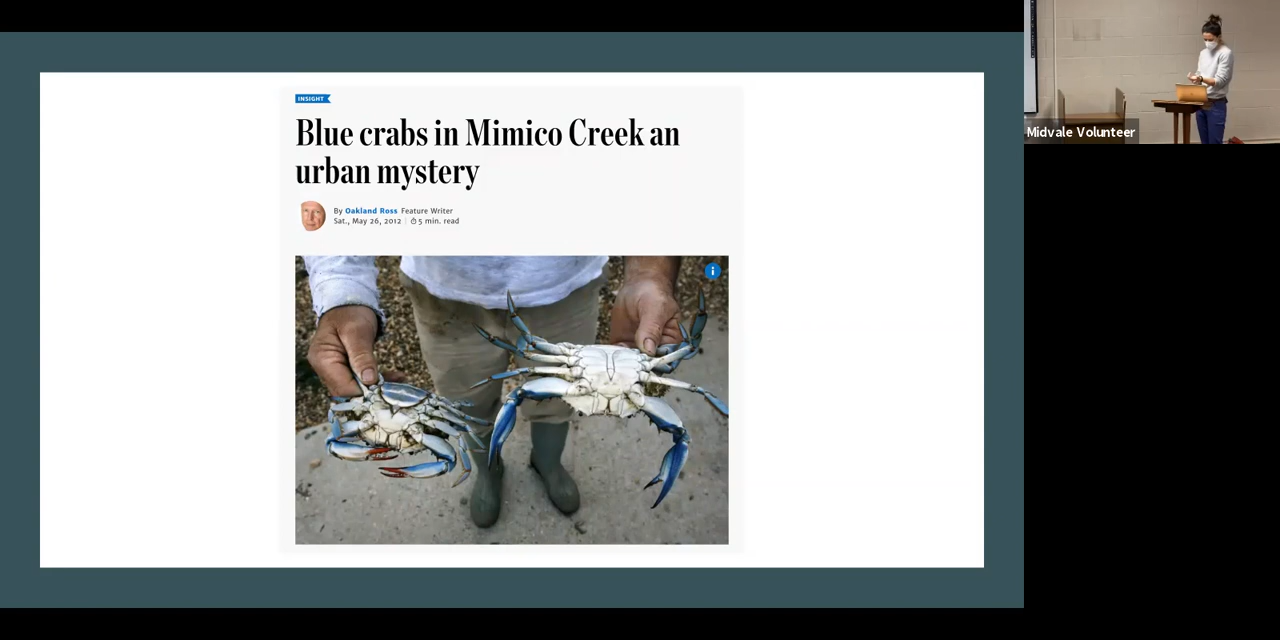 INSIGHT
Blue crabs in Mimico Creek an
urban mystery
By Oakland Ross Feature Writer
Sat., May 26, 2012 | 5 min. read
i
Midvale Volunteer